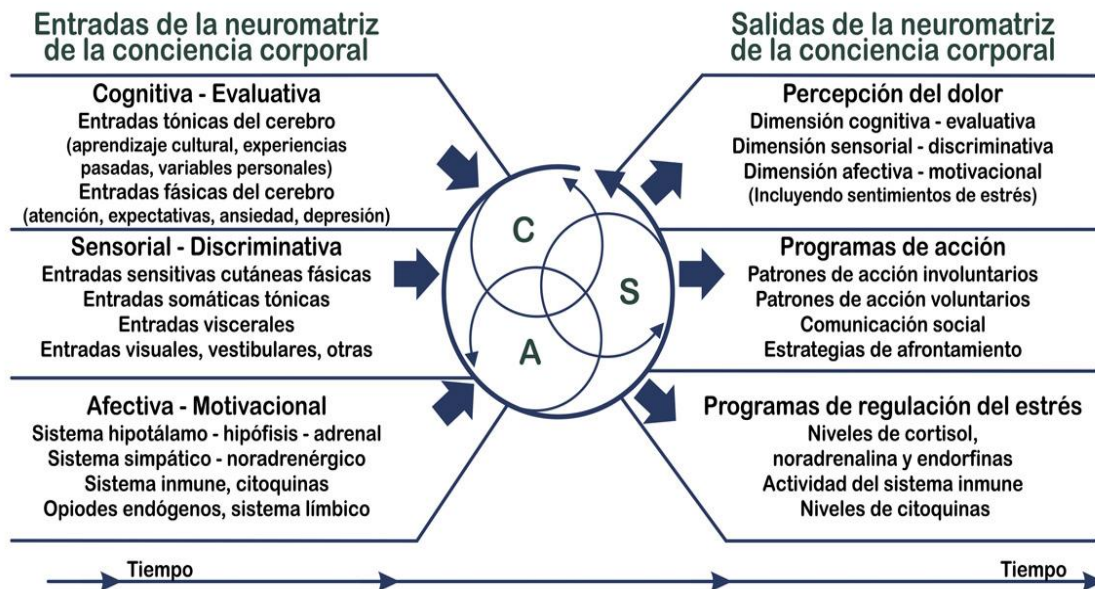 Entradas de la neuromatriz
de la conciencia corporal
Cognitiva - Evaluativa
Entradas tónicas del cerebro
(aprendizaje cultural, experiencias
pasadas, variables personales)
Entradas fásicas del cerebro
(atención, expectativas, ansiedad, depresión)
Sensorial - Discriminativa
Entradas sensitivas cutáneas fásicas
Entradas somáticas tónicas
Entradas viscerales
Entradas visuales, vestibulares, otras
Afectiva - Motivacional
Sistema hipotálamo - hipófisis - adrenal
Sistema simpático - noradrenérgico
Sistema inmune, citoquinas
Opiodes endógenos, sistema límbico
C
S
A
Salidas de la neuromatriz
de la conciencia corporal
Percepción del dolor
Dimensión cognitiva - evaluativa
Dimensión sensorial - discriminativa
Dimensión afectiva - motivacional
(Incluyendo sentimientos de estrés)
Programas de acción
Patrones de acción involuntarios
Patrones de acción voluntarios
Comunicación social
Estrategias de afrontamiento
Programas de regulación del estrés
Niveles de cortisol,
noradrenalina y endorfinas
Actividad del sistema inmune
Niveles de citoquinas
Tiempo
Tiempo